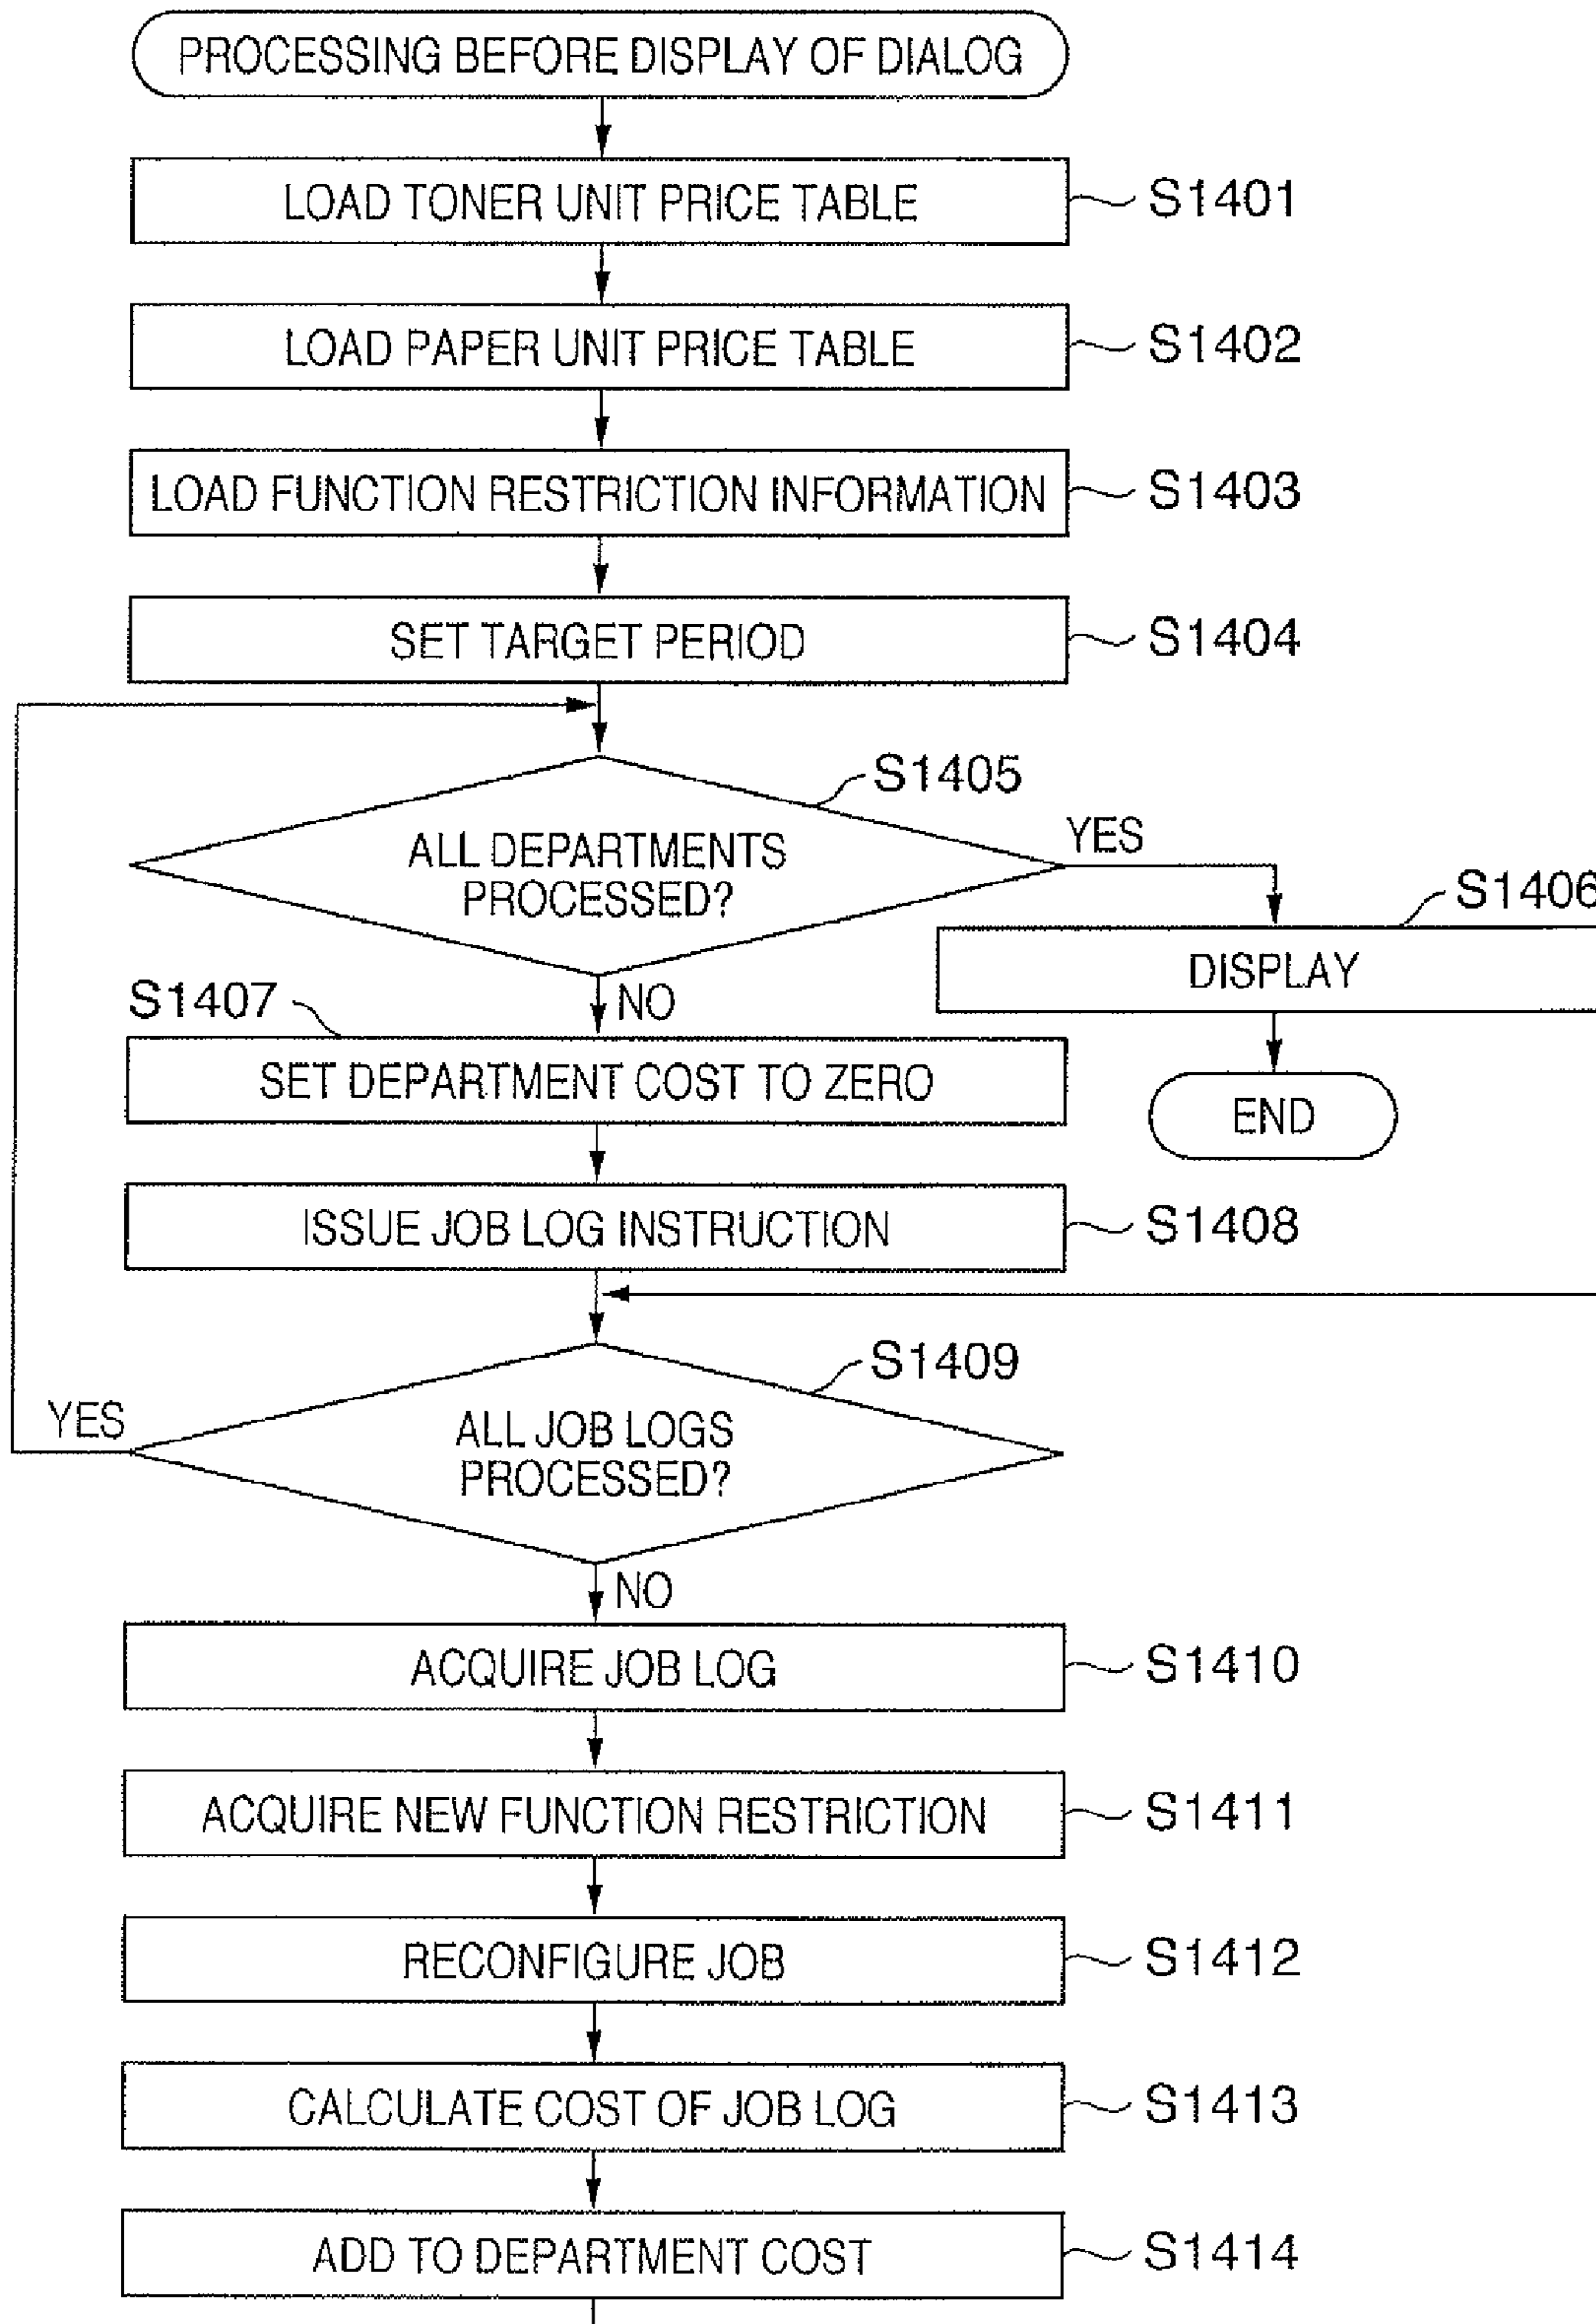 PROCESSING BEFORE DISPLAY OF DIALOG
LOAD TONER UNIT PRICE TABLE
S1401
LOAD PAPER UNIT PRICE TABLE
S1402
LOAD FUNCTION RESTRICTION INFORMATION
S1403
SET TARGET PERIOD
S1404
S1405
ALL DEPARTMENTS
PROCESSED?
YES
S1406
DISPLAY
END
NO
S1407
SET DEPARTMENT COST TO ZERO
ISSUE JOB LOG INSTRUCTION
S1408
S1409
ALL JOB LOGS
PROCESSED?
YES
NO
ACQUIRE JOB LOG
S1410
ACQUIRE NEW FUNCTION RESTRICTION
S1411
RECONFIGURE JOB
S1412
CALCULATE COST OF JOB LOG
S1413
ADD TO DEPARTMENT COST
S1414